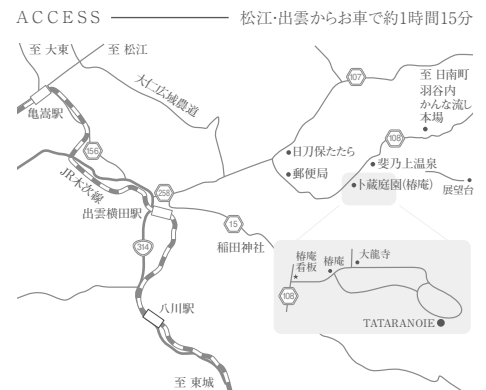 ACCESS 松江・出雲からお車で約1時間15分
至 大東
至 松江
大仁広域農道
107
至 日南町
羽谷内
かんな流し
本場
亀嵩駅
108
156
日刀保たたら
斐乃上温泉
郵便局
JR木次線
卜蔵庭園(椿庵)
展望台
258
出雲横田駅
15
稲田神社
314
椿庵
看板
椿庵
大龍寺
108
八川駅
TATARANOIE
至 東城